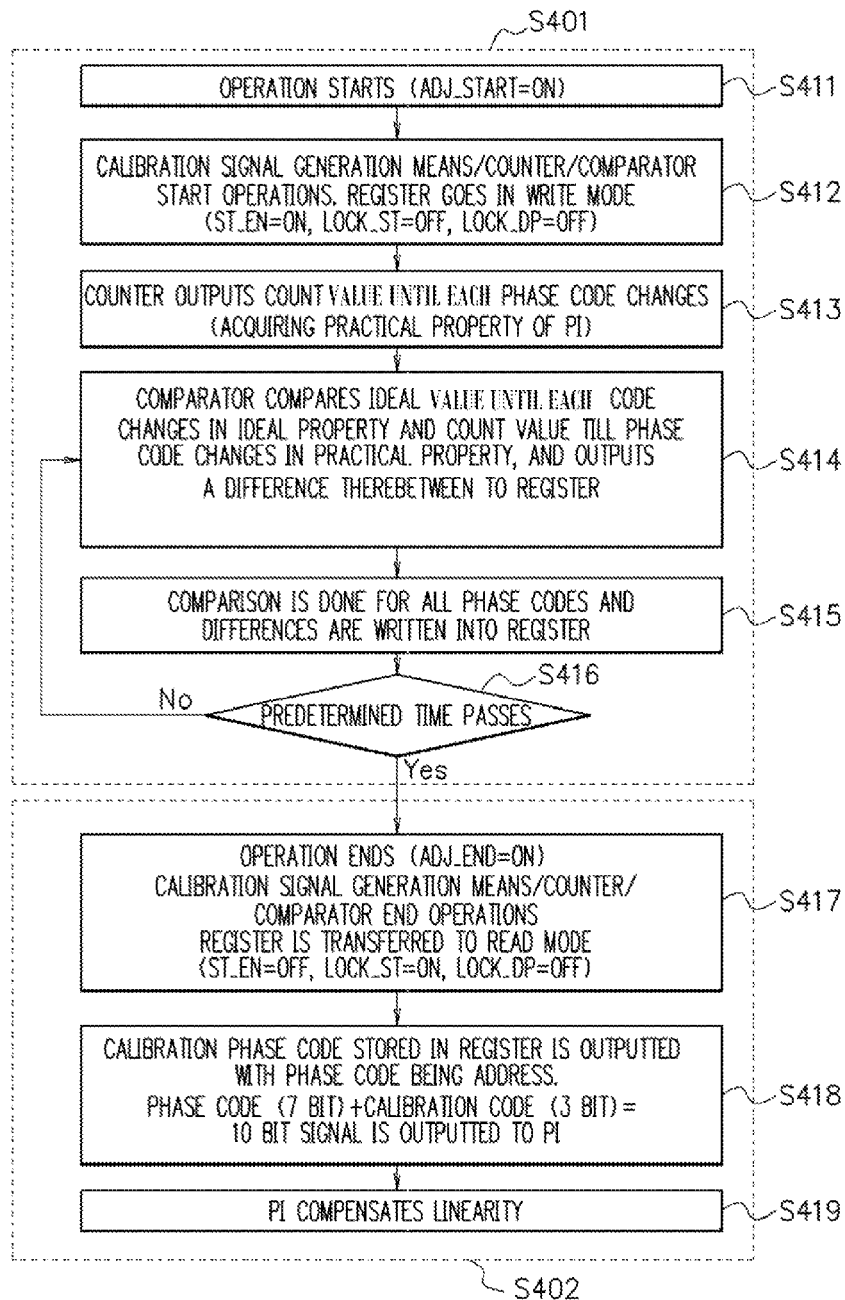 S401
OPERATION STARTS (ADJ_START=ON)
S411
CALIBRATION SIGNAL GENERATION MEANS/COUNTER/COMPARATOR
START OPERATIONS. REGISTER GOES IN WRITE MODE
(ST_EN=ON, LOCK_ST=OFF, LOCK_DP=OFF)
S412
COUNTER OUTPUTS COUNT VALUE UNTIL EACH PHASE CODE CHANGES
(ACQUIRING PRACTICAL PROPERTY OF PI)
S413
COMPARATOR COMPARES IDEAL VALUE UNTIL EACH CODE
CHANGES IN IDEAL PROPERTY AND COUNT VALUE TILL PHASE
CODE CHANGES IN PRACTICAL PROPERTY, AND OUTPUTS
A DIFFERENCE THEREBETWEEN TO REGISTER
S414
COMPARISON IS DONE FOR ALL PHASE CODES AND
DIFFERENCES ARE WRITTEN INTO REGISTER
S415
S416
No
PREDETERMINED TIME PASSES
Yes
OPERATION ENDS (ADJ_END=ON)
CALIBRATION SIGNAL GENERATION MEANS/COUNTER/
COMPARATOR END OPERATIONS
REGISTER IS TRANSFERRED TO READ MODE
(ST_EN=OFF, LOCK_ST=ON, LOCK_DP=OFF)
S417
CALIBRATION PHASE CODE STORED IN REGISTER IS OUTPUTTED
WITH PHASE CODE BEING ADDRESS.
PHASE CODE (7 BIT)+CALIBRATION CODE (3 BIT)=
10 BIT SIGNAL IS OUTPUTTED TO PI
S418
PI COMPENSATES LINEARITY
S419
S402